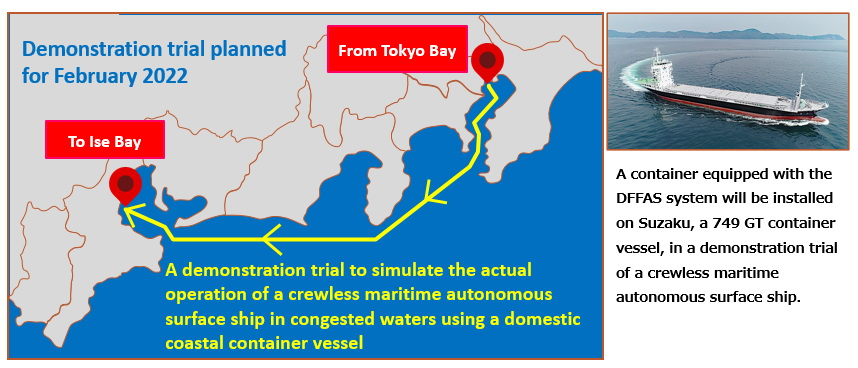 Demonstration trial planned
for February 2022
From Tokyo Bay
To Ise Bay
A demonstration trial to simulate the actual
operation of a crewless maritime autonomous
surface ship in congested waters using a domestic
coastal container vessel
A container equipped with the
DFFAS system will be installed
on Suzaku, a 749 GT container
vessel, in a demonstration trial
of a crewless maritime
autonomous surface ship.